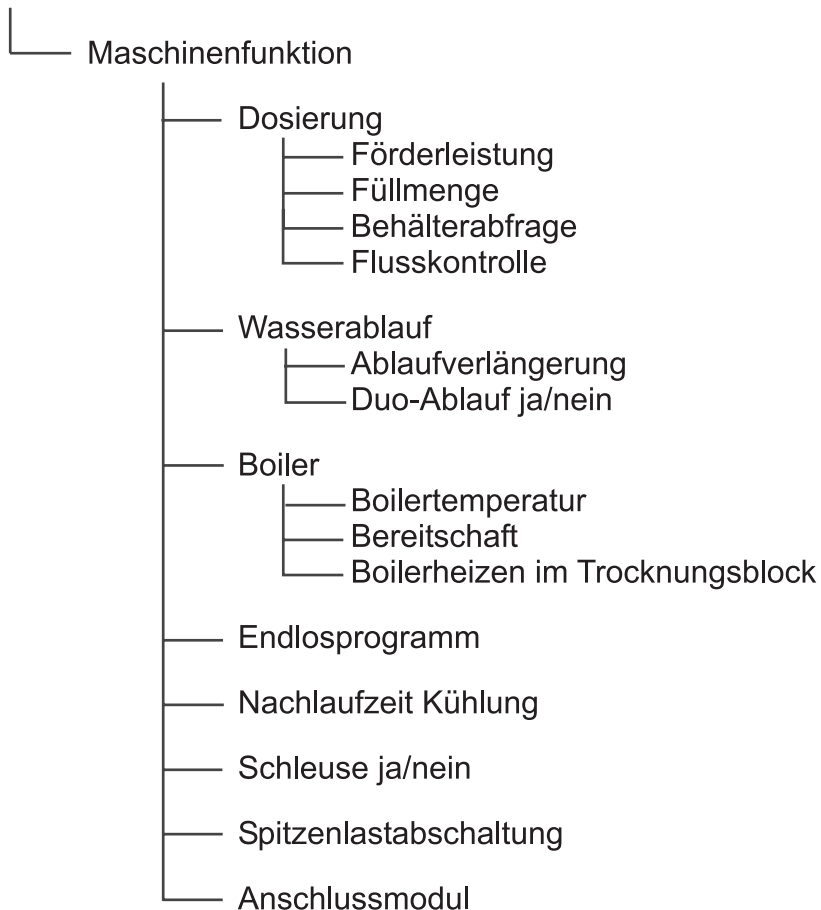 Maschinenfunktion
Dosierung
Förderleistung
Füllmenge
Behälterabfrage
Flusskontrolle
Wasserablauf
Ablaufverlängerung
Duo-Ablauf ja/nein
Boiler
Boilertemperatur
Bereitschaft
Boilerheizen im Trocknungsblock
Endlosprogramm
Nachlaufzeit Kühlung
Schleuse ja/nein
Spitzenlastabschaltung
Anschlussmodul